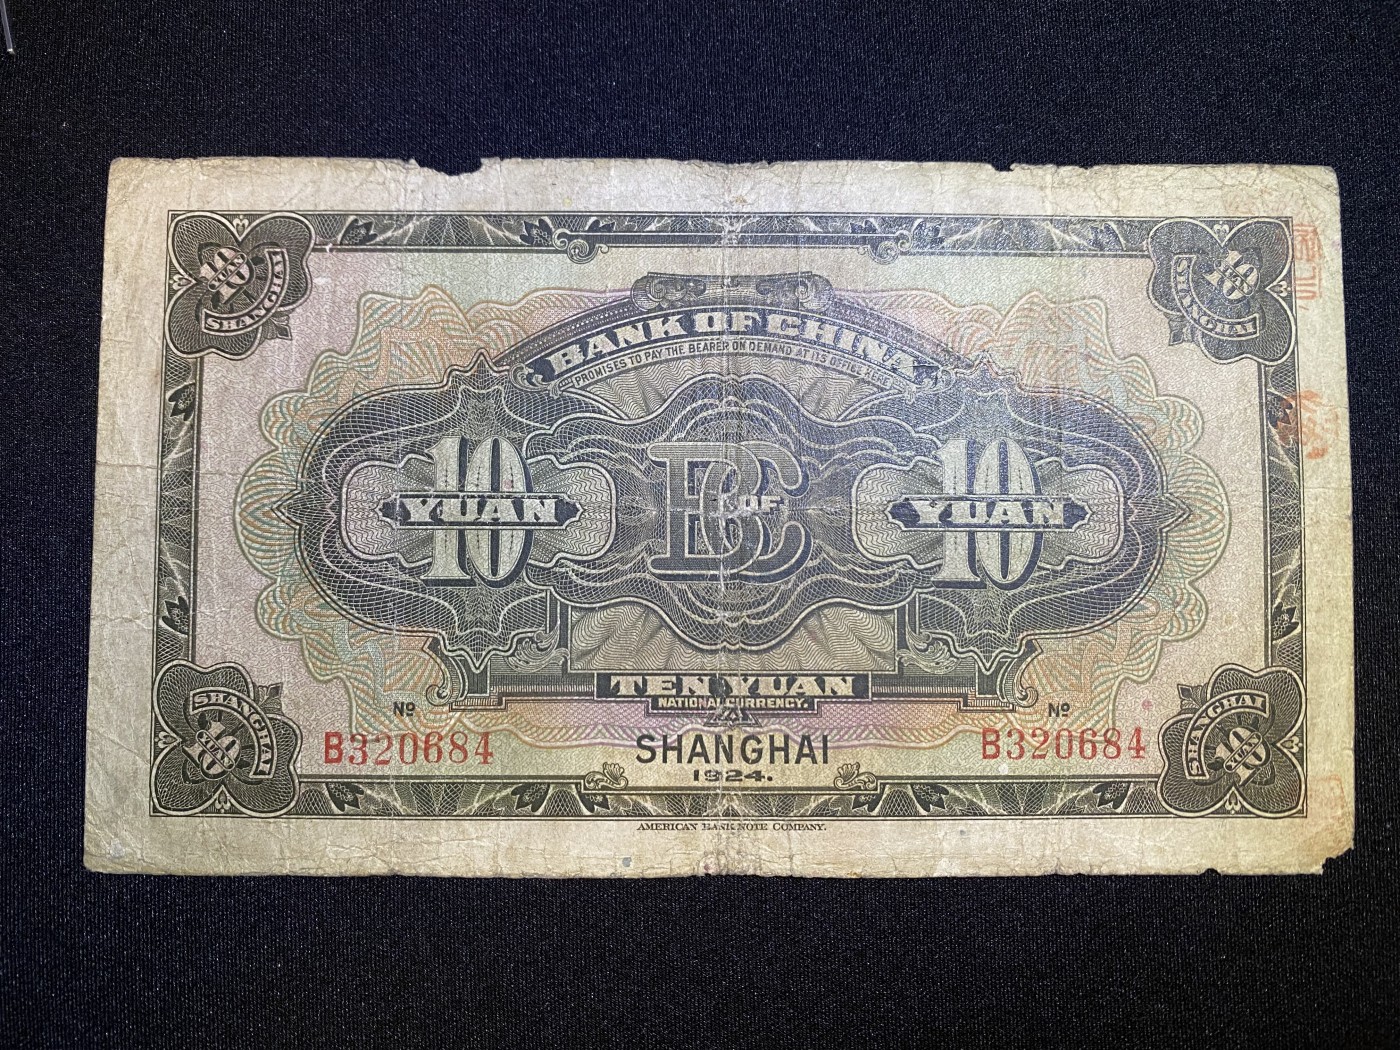 10 YUAN SHANGHAI
10 YUAN SHANGHAI
BANK OF CHINA
PROMISES TO PAY THE BEARER ON DEMAND AT ITS OFFICE HERE
10 YUAN
B OF C
10 YUAN
TEN YUAN
NATIONAL CURRENCY.
Nº
Nº
B320684
SHANGHAI
B320684
1924.
SHANGHAI 10 YUAN
SHANGHAI 10 YUAN
AMERICAN BANK NOTE COMPANY.